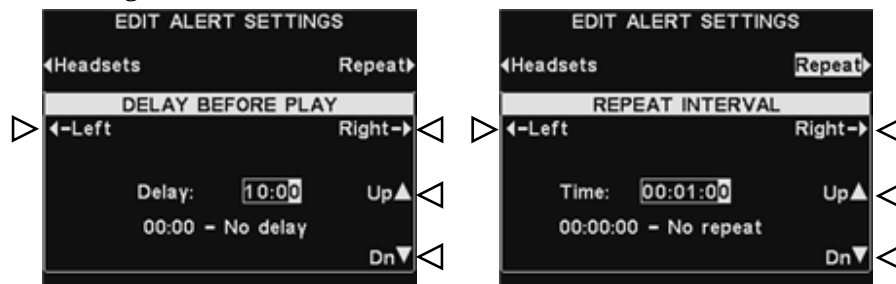 EDIT ALERT SETTINGS
◂Headsets Repeat▸
DELAY BEFORE PLAY
◂-Left Right-▸
Delay: 10:00 Up▲
00:00 - No delay
Dn▼
EDIT ALERT SETTINGS
◂Headsets Repeat▸
REPEAT INTERVAL
◂-Left Right-▸
Time: 00:01:00 Up▲
00:00:00 - No repeat
Dn▼